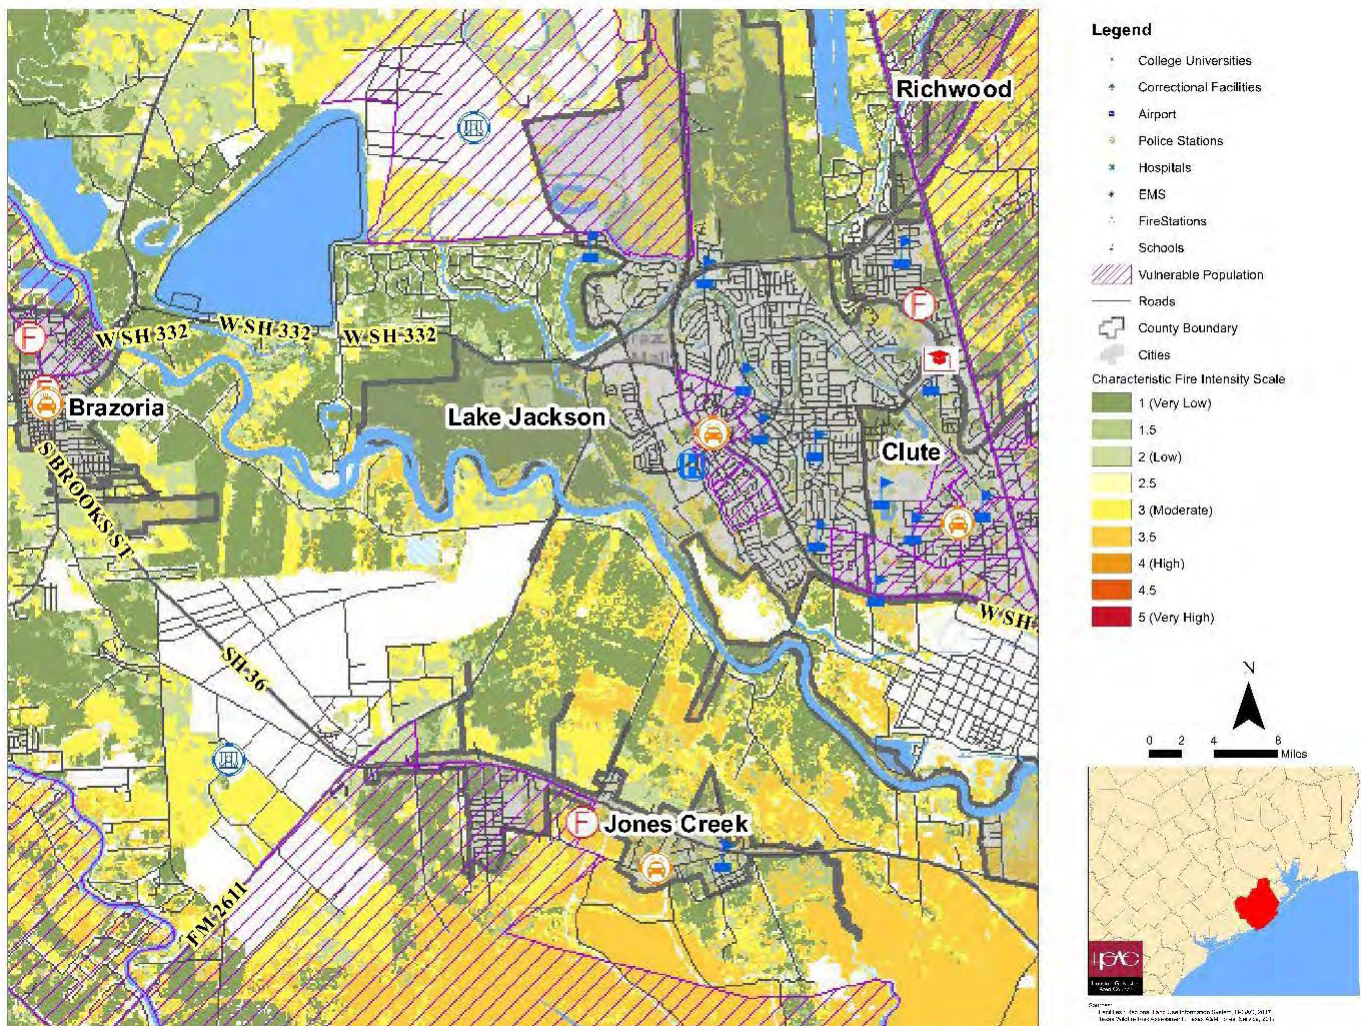 Richwood
W SH-332
W SH-332
W SH-332
Brazoria
Lake Jackson
Clute
S BROOKS ST
SH-36
W SH-
Jones Creek
FM 2611
F
F
F
F
H
Legend
College Universities
Correctional Facilities
Airport
Police Stations
Hospitals
EMS
FireStations
Schools
Vulnerable Population
Roads
County Boundary
Cities
Characteristic Fire Intensity Scale
1 (Very Low)
1.5
2 (Low)
2.5
3 (Moderate)
3.5
4 (High)
4.5
5 (Very High)
N
0 2 4 8
Miles
Area Council
Sources: